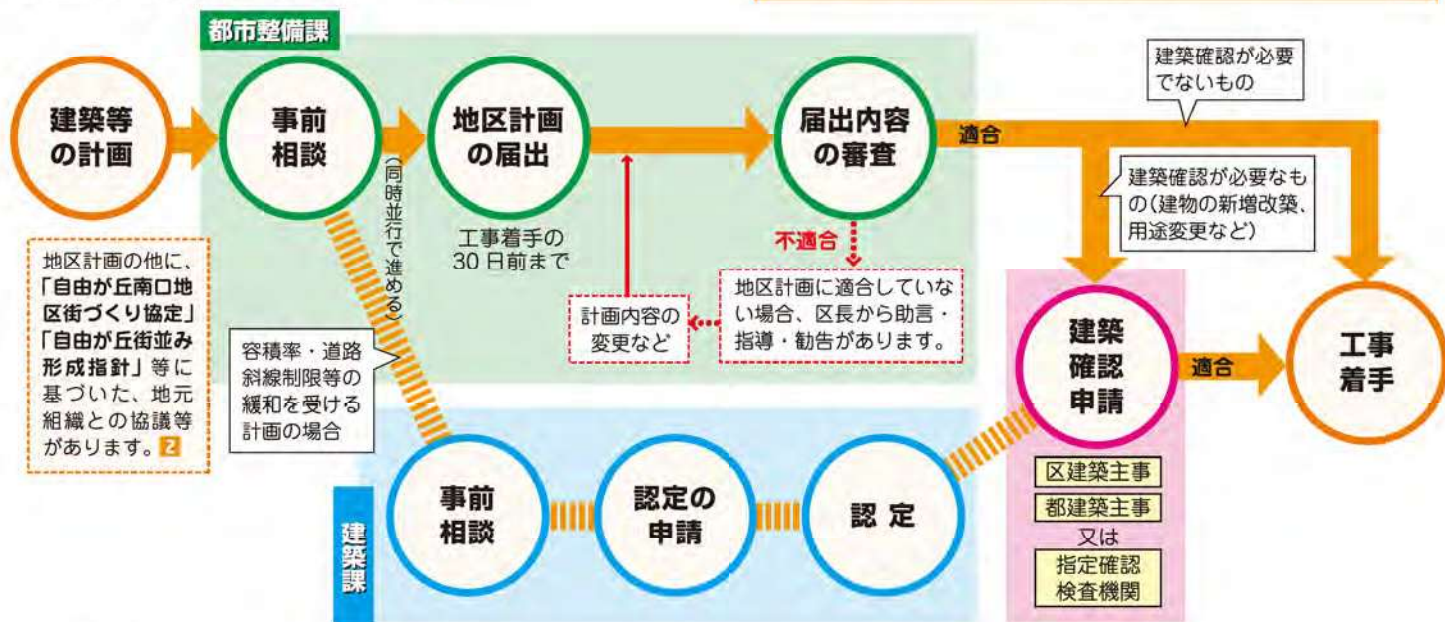 都市整備課
建築等
の計画
事前
相談
地区計画
の届出
届出内容
の審査
適合
建築確認が必要
でないもの
建築確認が必要なも
の(建物の新増改築、
用途変更など)
(同時並行で進める)
工事着手の
30 日前まで
不適合
計画内容の
変更など
地区計画に適合していな
い場合、区長から助言・
指導・勧告があります。
地区計画の他に、
「自由が丘南口地
区街づくり協定」
「自由が丘街並み
形成指針」等に
基づいた、地元
組織との協議等
があります。2
容積率・道路
斜線制限等の
緩和を受ける
計画の場合
建築
確認
申請
適合
工事
着手
建築課
事前
相談
認定の
申請
認 定
区建築主事
都建築主事
又は
指定確認
検査機関